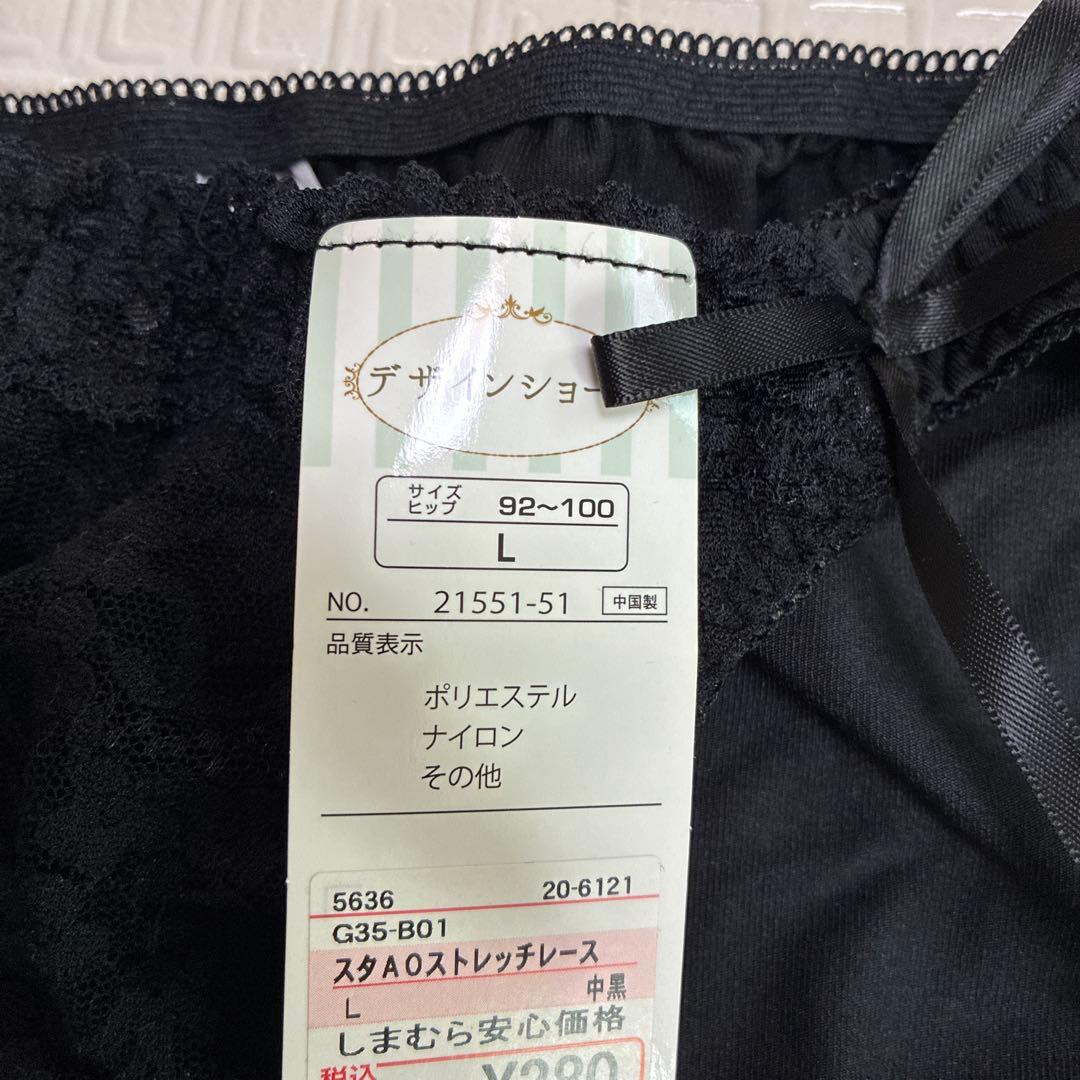 デザインショー
サイズ
ヒップ 92～100
L
NO. 21551-51 中国製
品質表示
ポリエステル
ナイロン
その他
5636 20-6121
G35-B01
スタAOストレッチレース
L 中黒
しまむら安心価格
税込